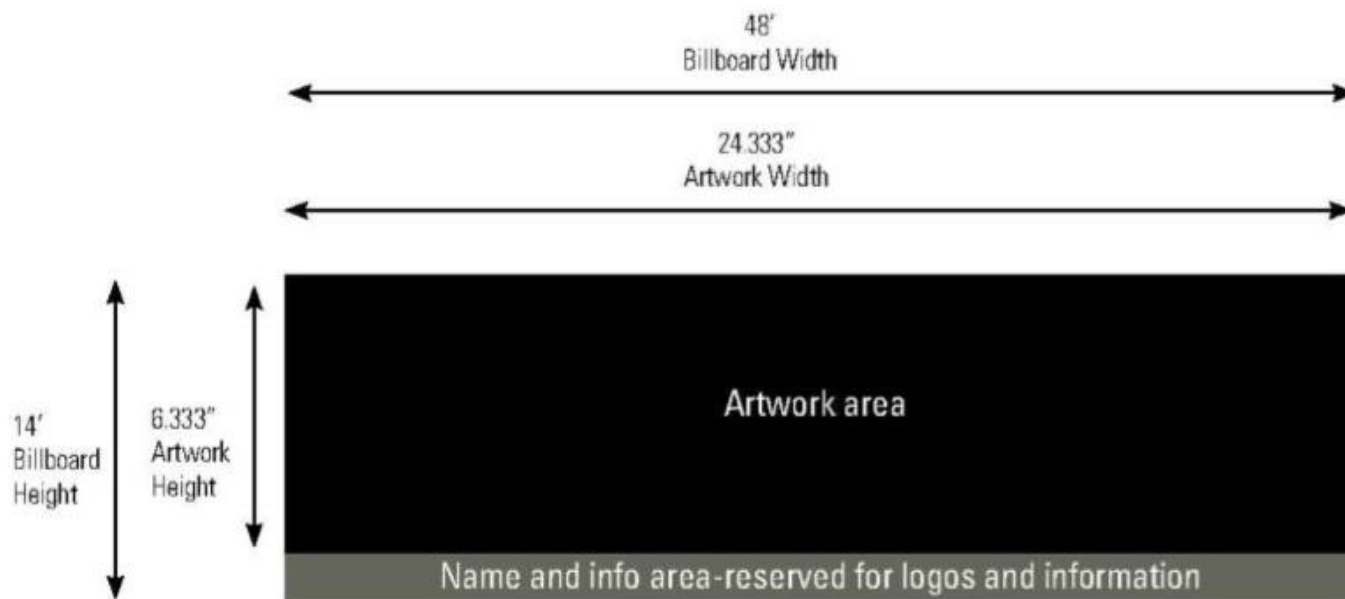 48′
Billboard Width
24.333″
Artwork Width
14′
Billboard
Height
6.333″
Artwork
Height
Artwork area
Name and info area-reserved for logos and information